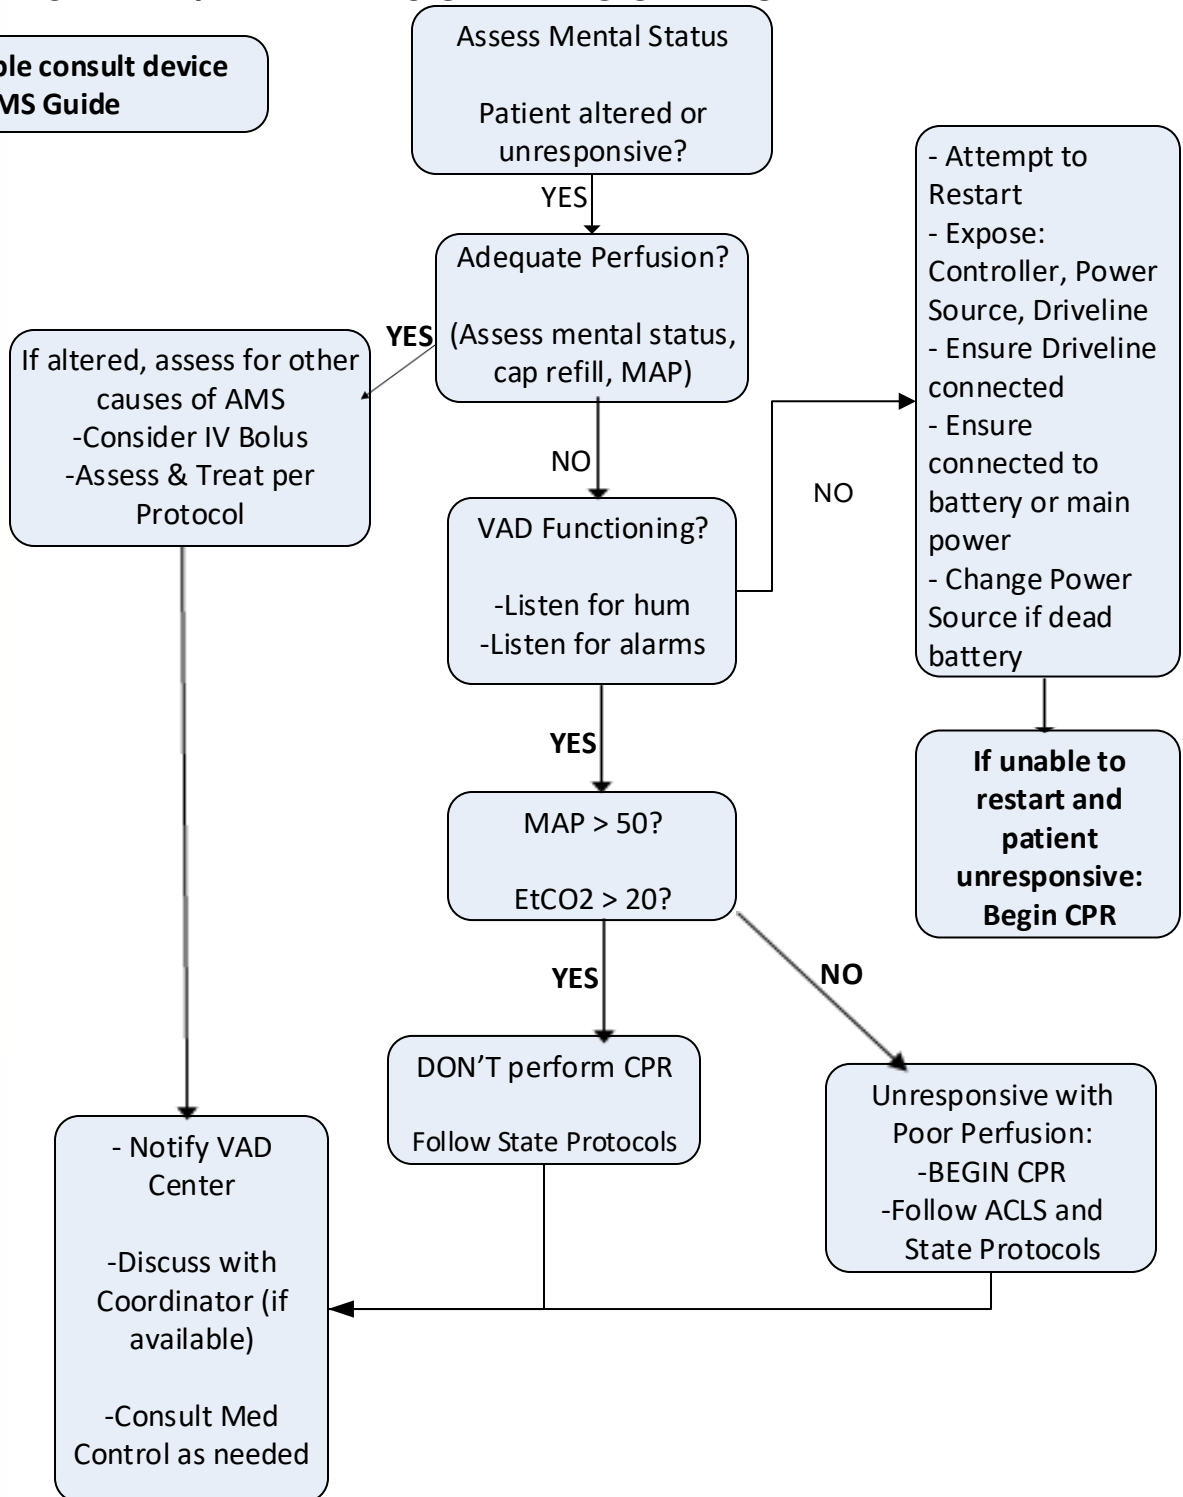 Assess Mental Status
Patient altered or
unresponsive?
consult device
Guide
YES
Adequate Perfusion?
(Assess mental status,
cap refill, MAP)
YES
If altered, assess for other
causes of AMS
-Consider IV Bolus
-Assess & Treat per
Protocol
NO
VAD Functioning?
-Listen for hum
-Listen for alarms
NO
- Attempt to
Restart
- Expose:
Controller, Power
Source, Driveline
- Ensure Driveline
connected
- Ensure
connected to
battery or main
power
- Change Power
Source if dead
battery
If unable to
restart and
patient
unresponsive:
Begin CPR
YES
MAP > 50?
EtCO2 > 20?
YES
NO
DON’T perform CPR
Follow State Protocols
Unresponsive with
Poor Perfusion:
-BEGIN CPR
-Follow ACLS and
State Protocols
- Notify VAD
Center
-Discuss with
Coordinator (if
available)
-Consult Med
Control as needed